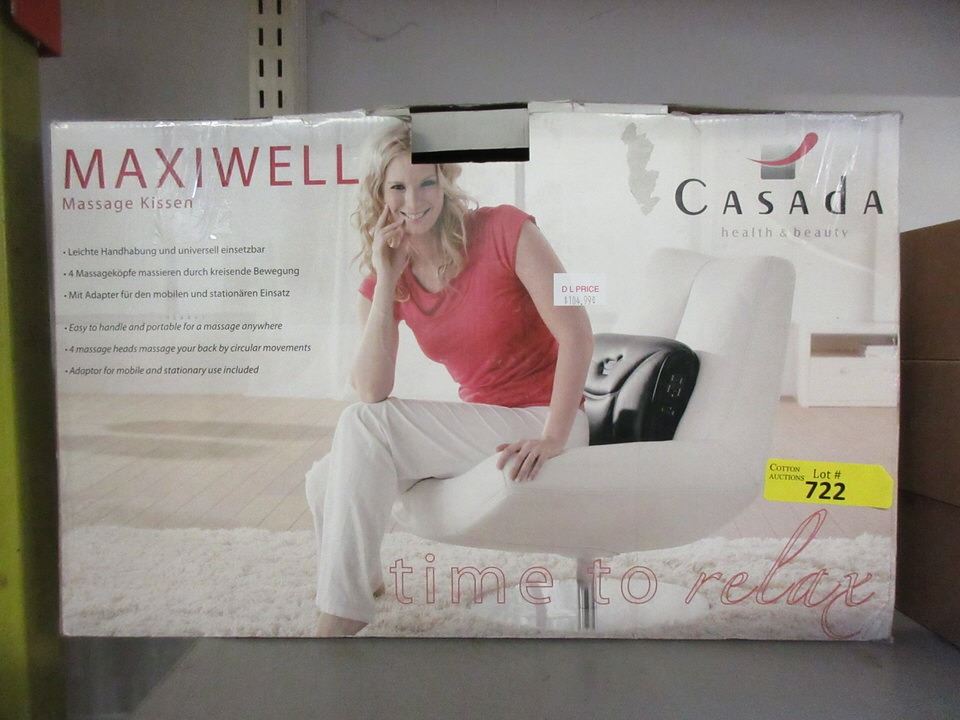 MAXIWELL
Massage Kissen
• Leichte Handhabung und universell einsetzbar
• 4 Massageköpfe massieren durch kreisende Bewegung
• Mit Adapter für den mobilen und stationären Einsatz
• Easy to handle and portable for a massage anywhere
• 4 massage heads massage your back by circular movements
• Adaptor for mobile and stationary use included
CASAdA
health & beauty
D L PRICE
$104.99¢
COTTON
AUCTIONS
Lot #
722
time to relax